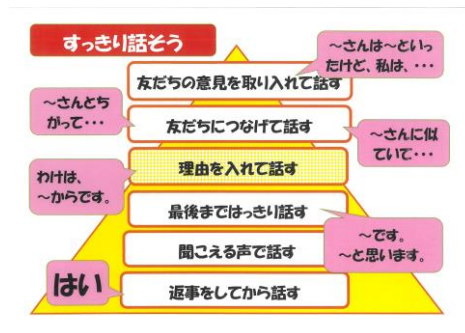 すっきり話そう
～さんは～といっ
たけど、私は、・・・
友だちの意見を取り入れて話す
～さんとち
がって・・・
友だちにつなげて話す
～さんに似
ていて・・・
理由を入れて話す
わけは、
～からです。
最後まではっきり話す
～です。
～と思います。
聞こえる声で話す
はい
返事をしてから話す